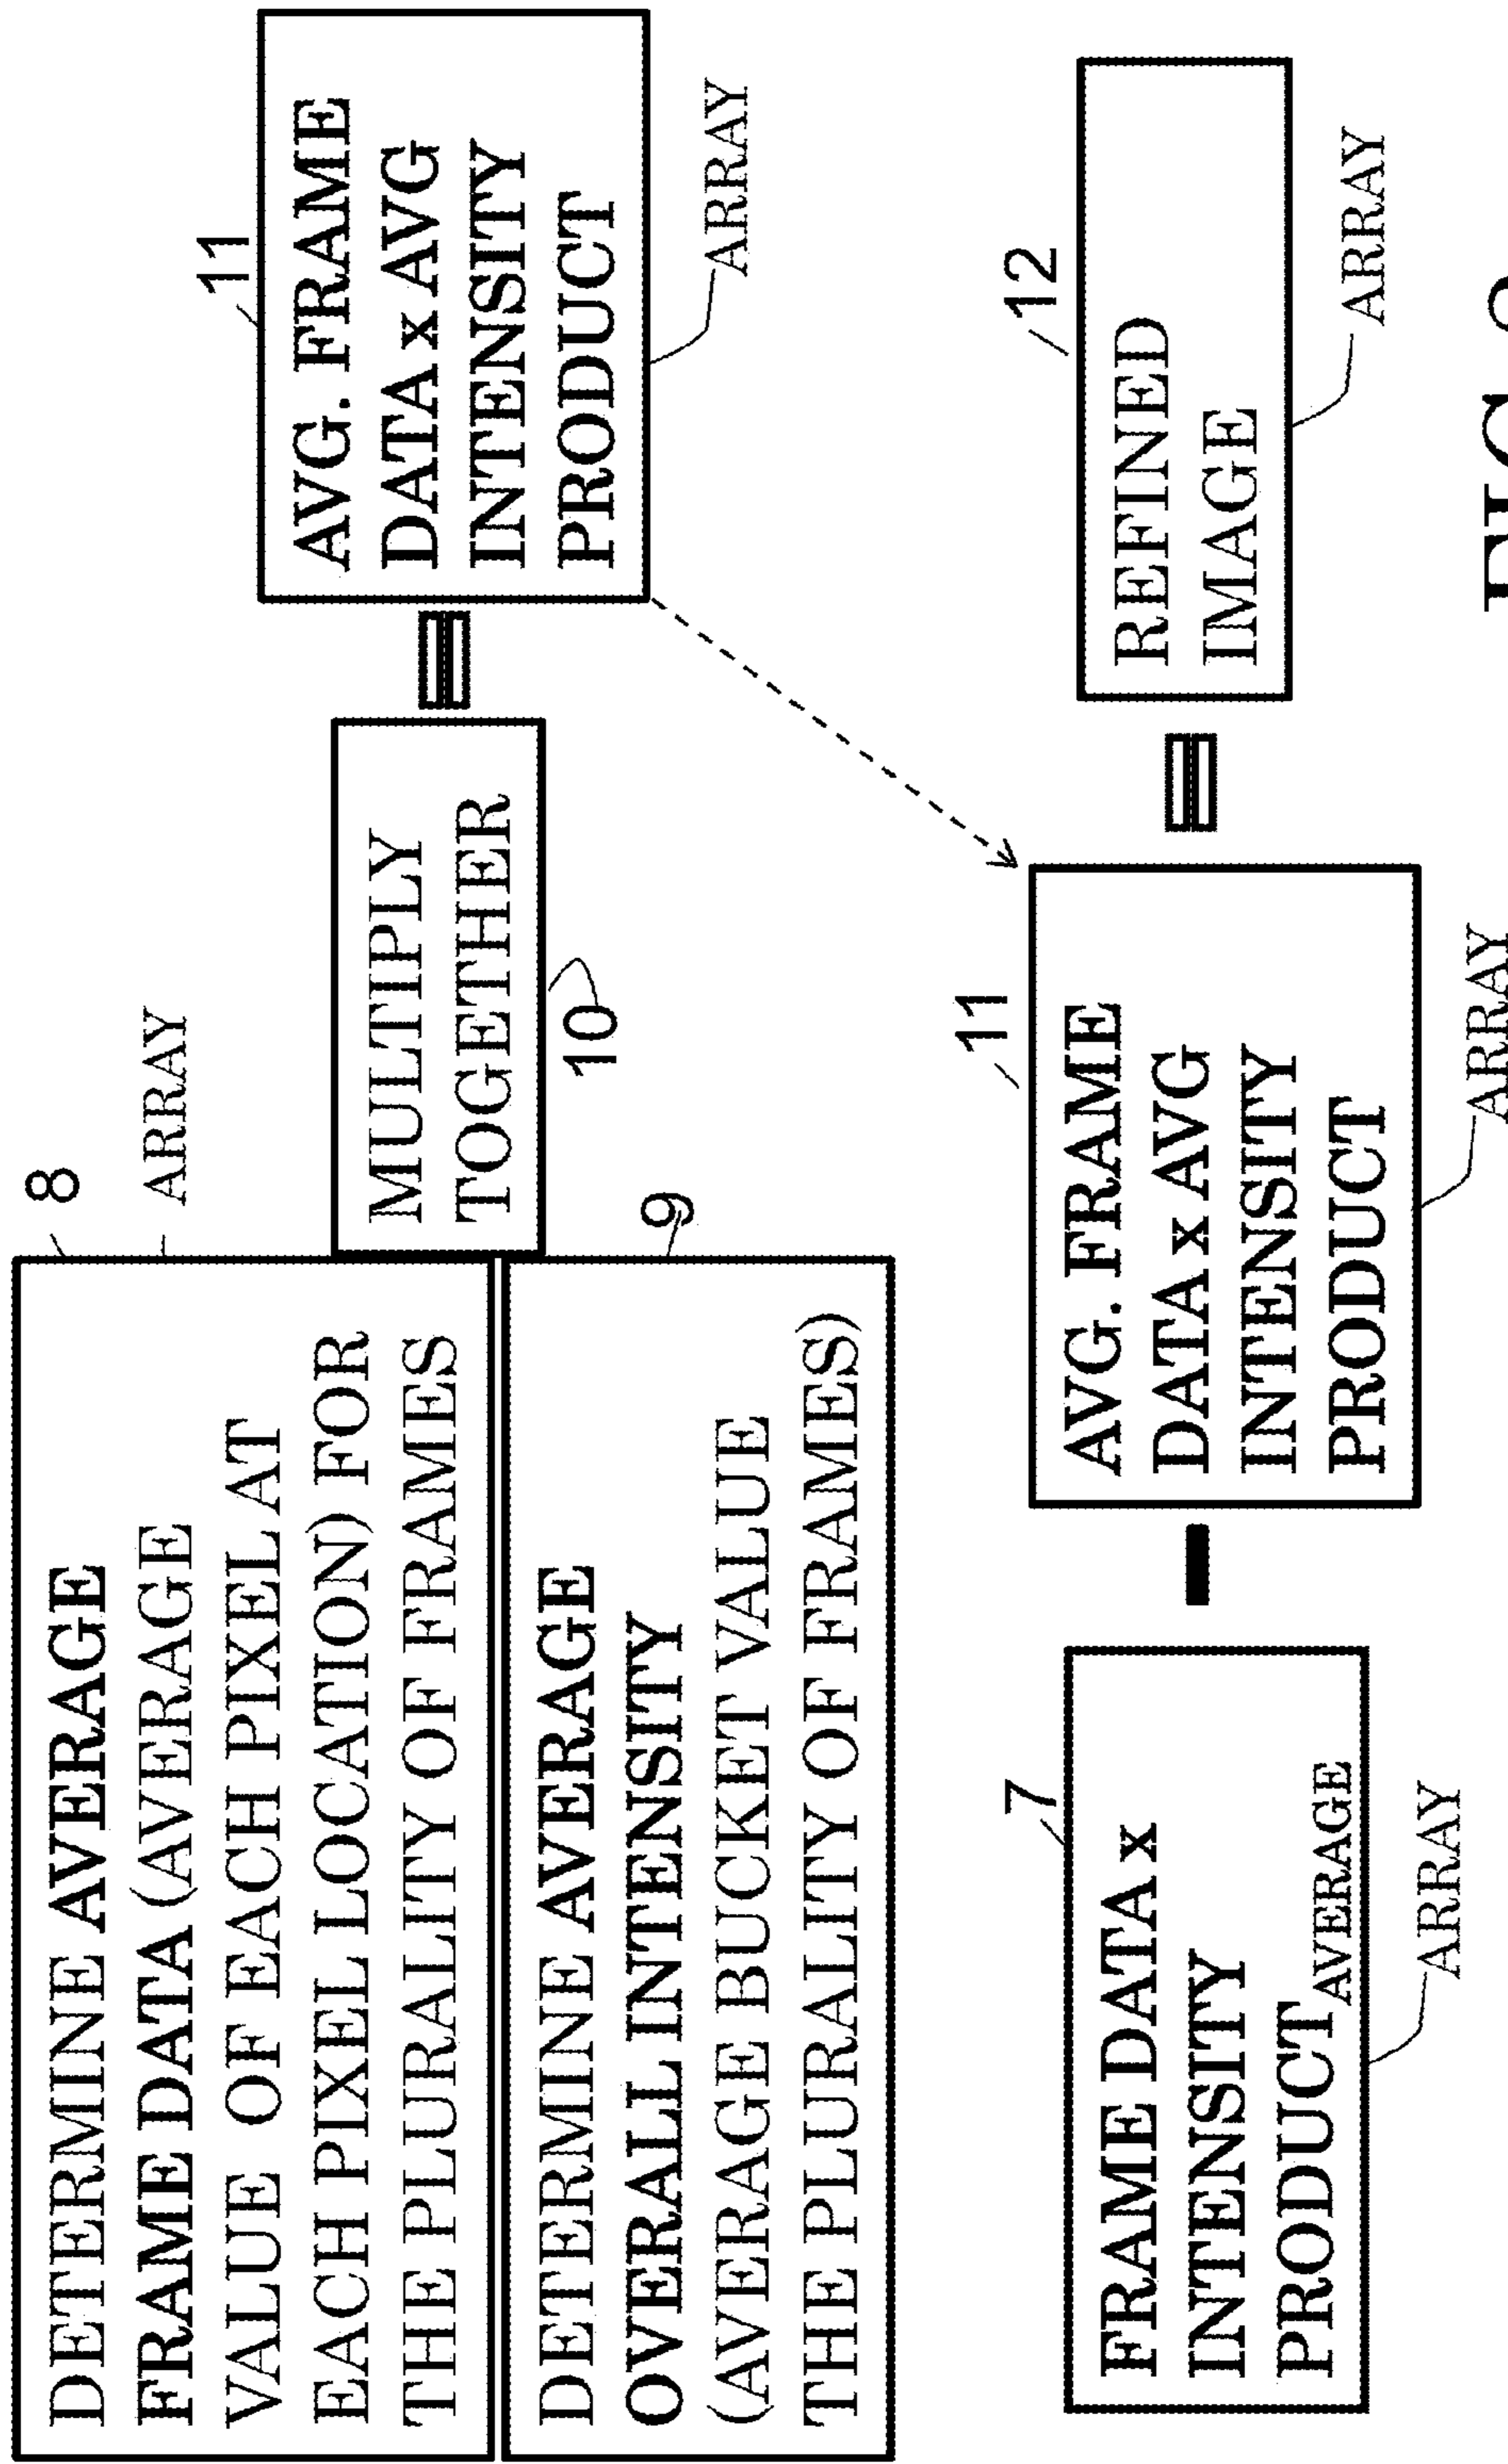 8
ARRAY
DETERMINE AVERAGE
FRAME DATA (AVERAGE
VALUE OF EACH PIXEL AT
EACH PIXEL LOCATION) FOR
THE PLURALITY OF FRAMES
9
DETERMINE AVERAGE
OVERALL INTENSITY
(AVERAGE BUCKET VALUE
THE PLURALITY OF FRAMES)
MULTIPLY
TOGETHER
10
=
11
AVG. FRAME
DATA x AVG
INTENSITY
PRODUCT
ARRAY
7
FRAME DATA x
INTENSITY
PRODUCT AVERAGE
ARRAY
-
11
AVG. FRAME
DATA x AVG
INTENSITY
PRODUCT
ARRAY
=
12
REFINED
IMAGE
ARRAY